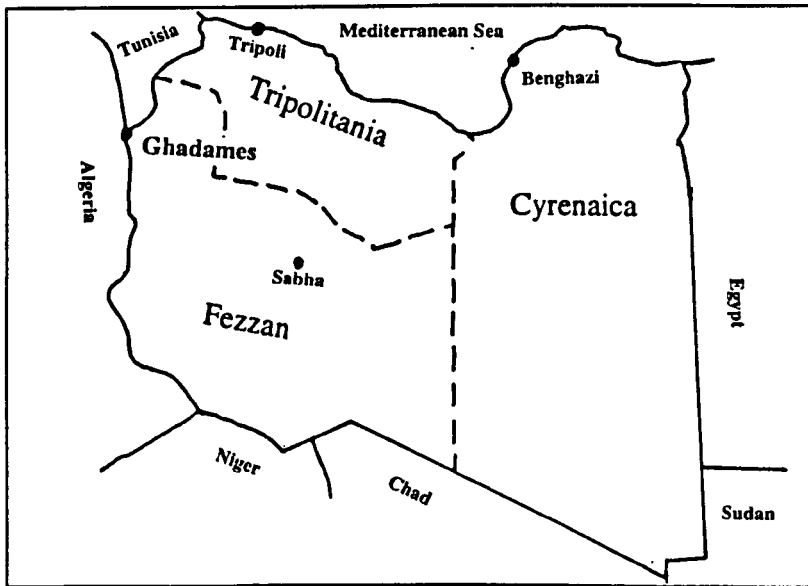 Mediterranean Sea
Tunisia
Tripoli
Benghazi
Tripolitania
Ghadames
Algeria
Cyrenaica
Sabha
Fezzan
Egypt
Niger
Chad
Sudan